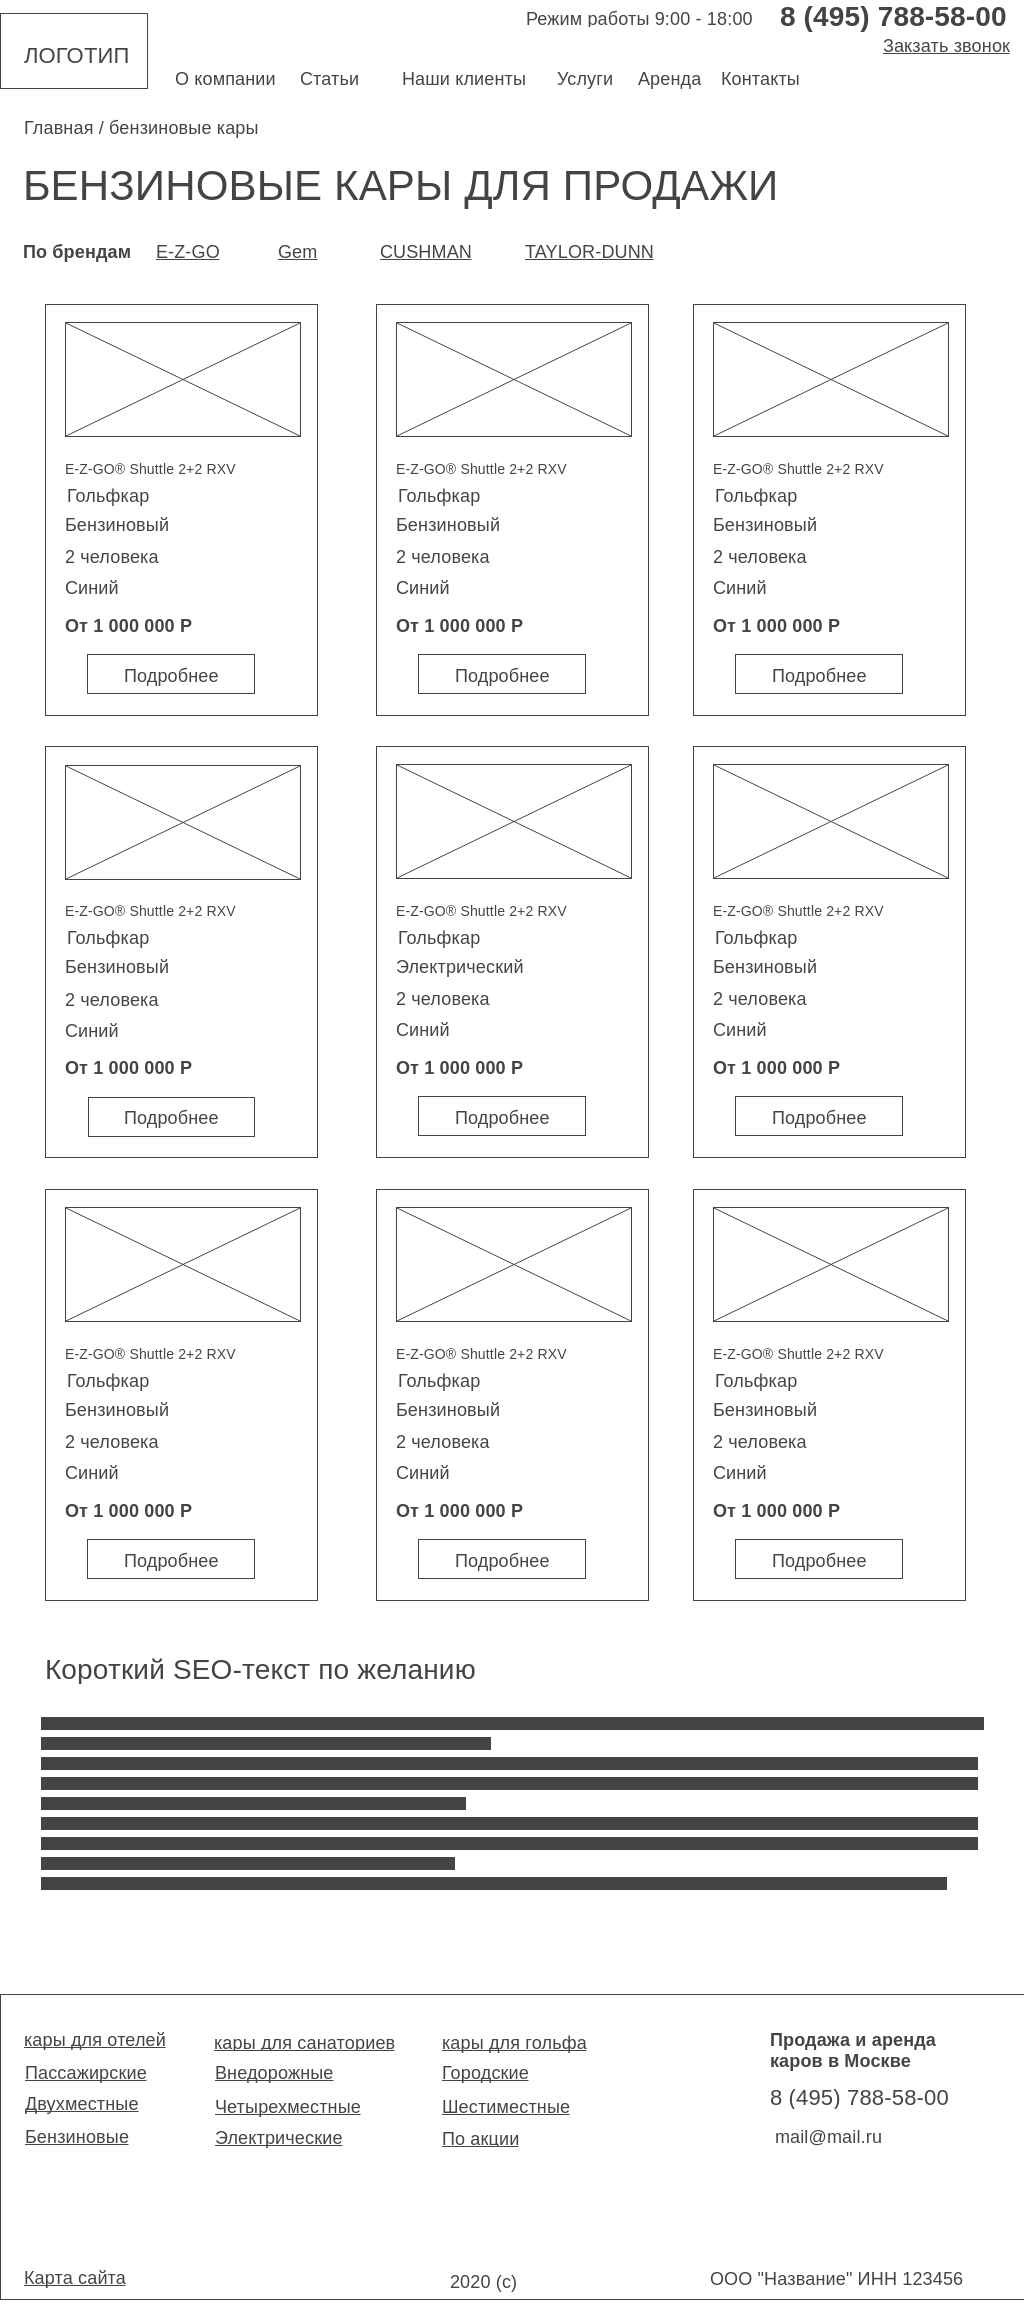 Режим работы 9:00 - 18:00 8 (495) 788-58-00
Закзать звонок
ЛОГОТИП
О компании Статьи Наши клиенты Услуги Аренда Контакты
Главная / бензиновые кары
БЕНЗИНОВЫЕ КАРЫ ДЛЯ ПРОДАЖИ
По брендам E-Z-GO Gem CUSHMAN TAYLOR-DUNN
E-Z-GO® Shuttle 2+2 RXV
Гольфкар
Бензиновый
2 человека
Синий
От 1 000 000 Р
Подробнее
E-Z-GO® Shuttle 2+2 RXV
Гольфкар
Бензиновый
2 человека
Синий
От 1 000 000 Р
Подробнее
E-Z-GO® Shuttle 2+2 RXV
Гольфкар
Бензиновый
2 человека
Синий
От 1 000 000 Р
Подробнее
E-Z-GO® Shuttle 2+2 RXV
Гольфкар
Бензиновый
2 человека
Синий
От 1 000 000 Р
Подробнее
E-Z-GO® Shuttle 2+2 RXV
Гольфкар
Электрический
2 человека
Синий
От 1 000 000 Р
Подробнее
E-Z-GO® Shuttle 2+2 RXV
Гольфкар
Бензиновый
2 человека
Синий
От 1 000 000 Р
Подробнее
E-Z-GO® Shuttle 2+2 RXV
Гольфкар
Бензиновый
2 человека
Синий
От 1 000 000 Р
Подробнее
E-Z-GO® Shuttle 2+2 RXV
Гольфкар
Бензиновый
2 человека
Синий
От 1 000 000 Р
Подробнее
E-Z-GO® Shuttle 2+2 RXV
Гольфкар
Бензиновый
2 человека
Синий
От 1 000 000 Р
Подробнее
Короткий SEO-текст по желанию
кары для отелей
Пассажирские
Двухместные
Бензиновые
кары для санаториев
Внедорожные
Четырехместные
Электрические
кары для гольфа
Городские
Шестиместные
По акции
Продажа и аренда
каров в Москве
8 (495) 788-58-00
mail@mail.ru
Карта сайта
2020 (с)
ООО "Название" ИНН 123456